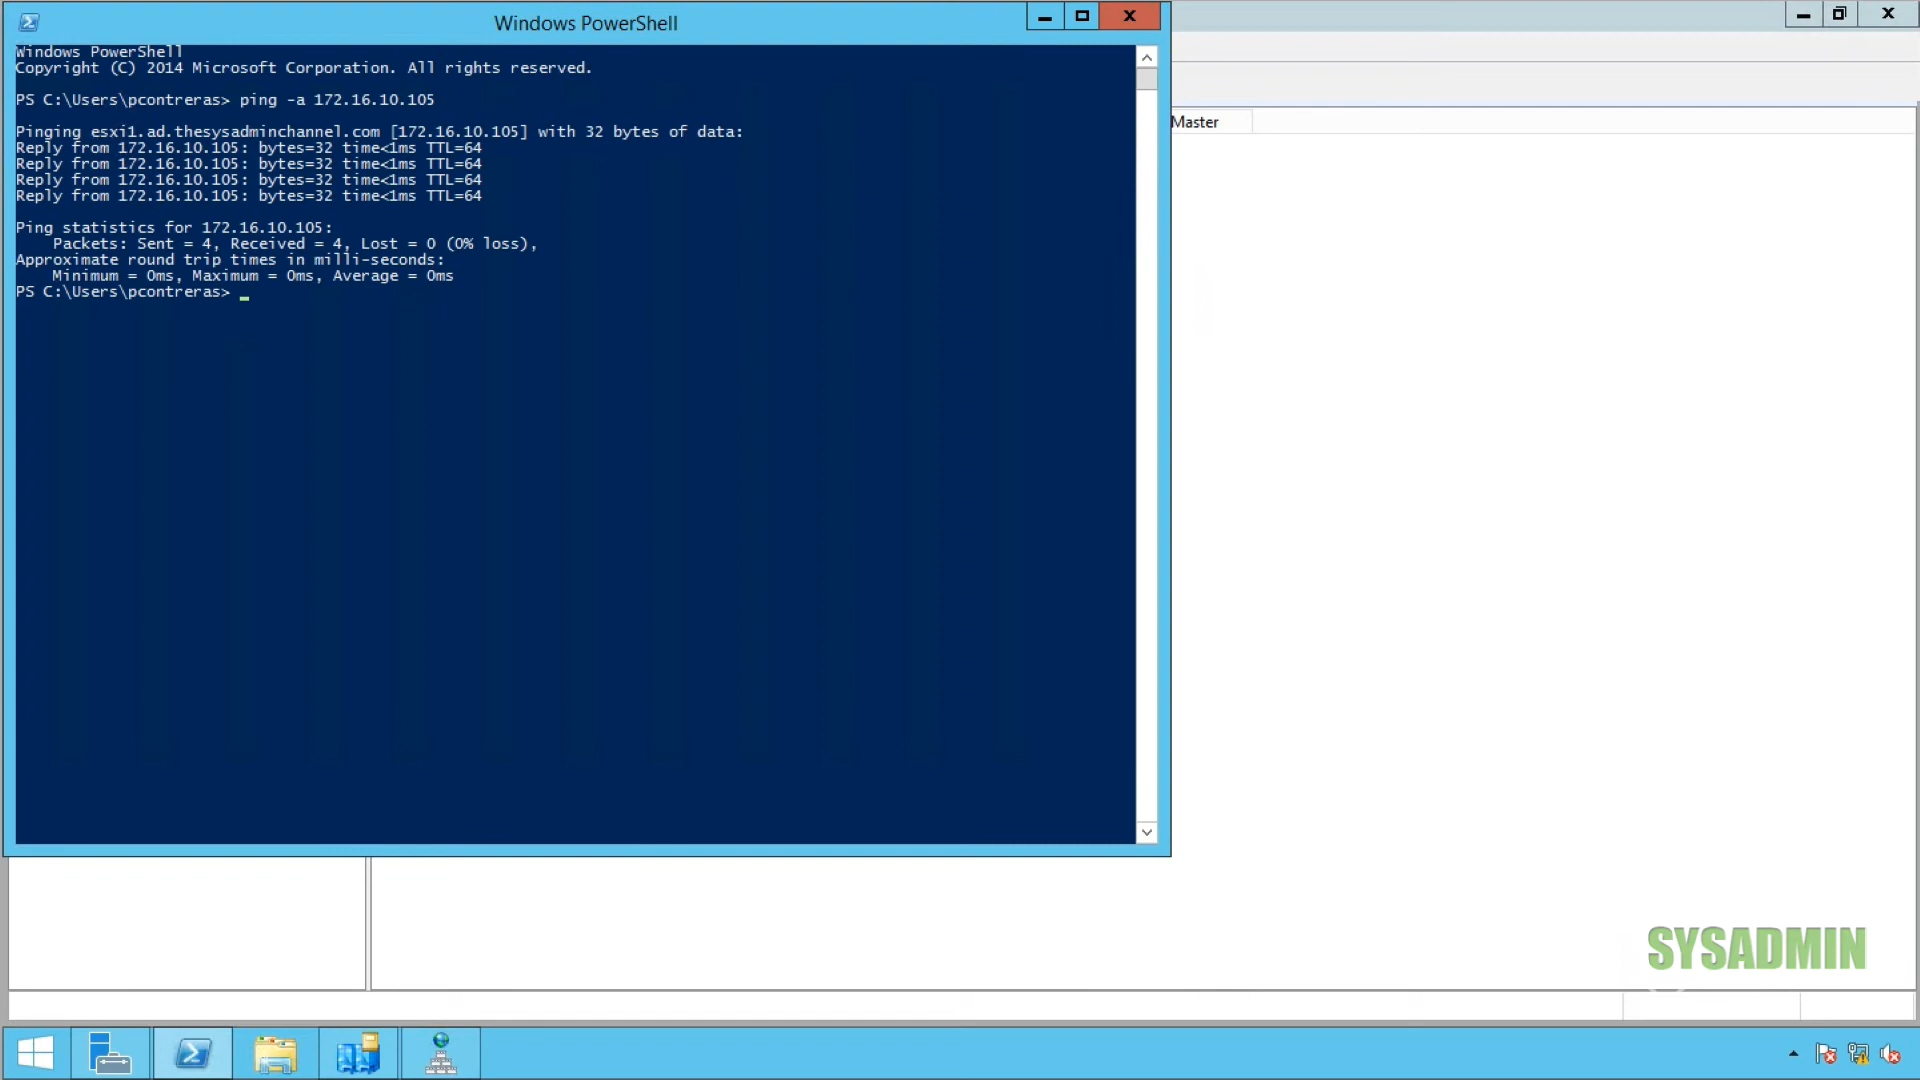 Windows PowerShell
Windows PowerShell
Copyright (C) 2014 Microsoft Corporation. All rights reserved.
PS C:\Users\pcontreras> ping -a 172.16.10.105
Pinging esxi1.ad.thesysadminchannel.com [172.16.10.105] with 32 bytes of data:
Reply from 172.16.10.105: bytes=32 time<1ms TTL=64
Reply from 172.16.10.105: bytes=32 time<1ms TTL=64
Reply from 172.16.10.105: bytes=32 time<1ms TTL=64
Reply from 172.16.10.105: bytes=32 time<1ms TTL=64
Ping statistics for 172.16.10.105:
    Packets: Sent = 4, Received = 4, Lost = 0 (0% loss),
Approximate round trip times in milli-seconds:
    Minimum = 0ms, Maximum = 0ms, Average = 0ms
PS C:\Users\pcontreras>
Master
SYSADMIN